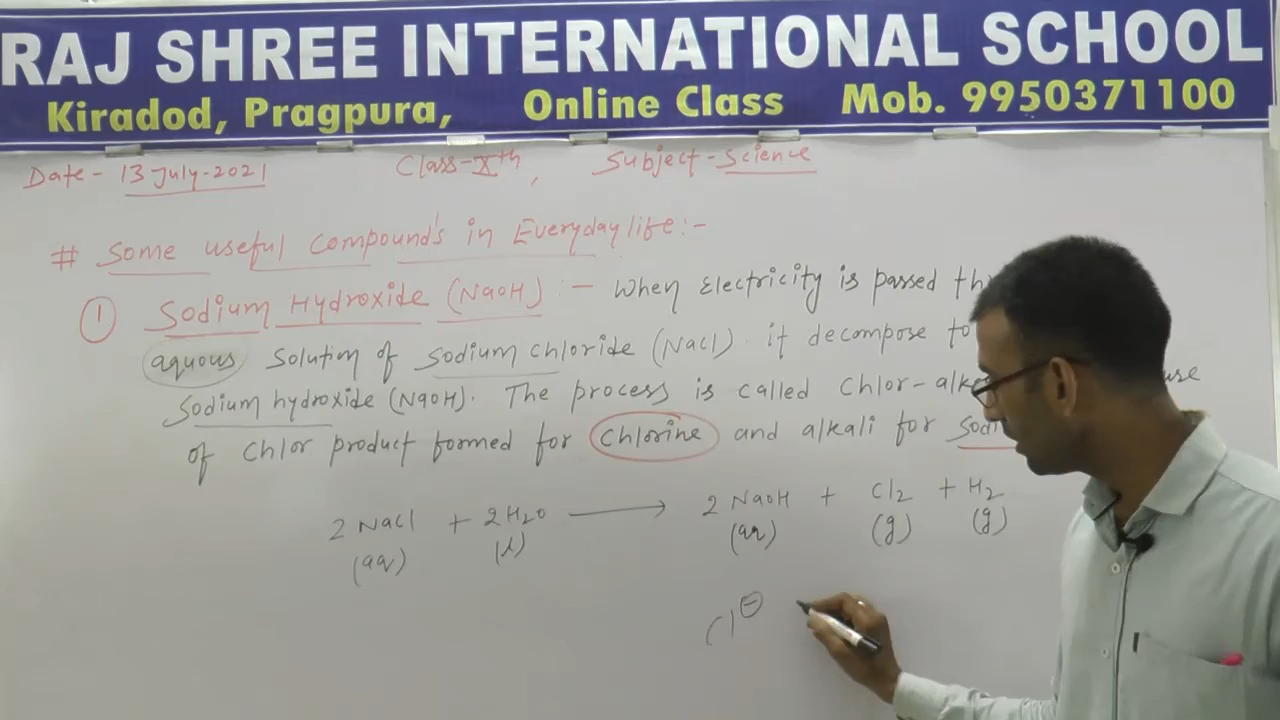 RAJ SHREE INTERNATIONAL SCHOOL
Kiradod, Pragpura, Online Class Mob. 9950371100
Date - 13 July-2021 Class-Xth, Subject-Science
# Some useful Compound's in Everyday life:-
① Sodium Hydroxide (NaOH) :- When Electricity is passed th
aquous solution of sodium chloride (NaCl). it decompose to
Sodium hydroxide (NaOH). The process is called Chlor-alk use
of Chlor product formed for Chlorine and alkali for Sodi
2 NaCl + 2H2O ⟶ 2 NaOH + Cl2 + H2
(aq) (l) (aq) (g) (g)
Cl⊖